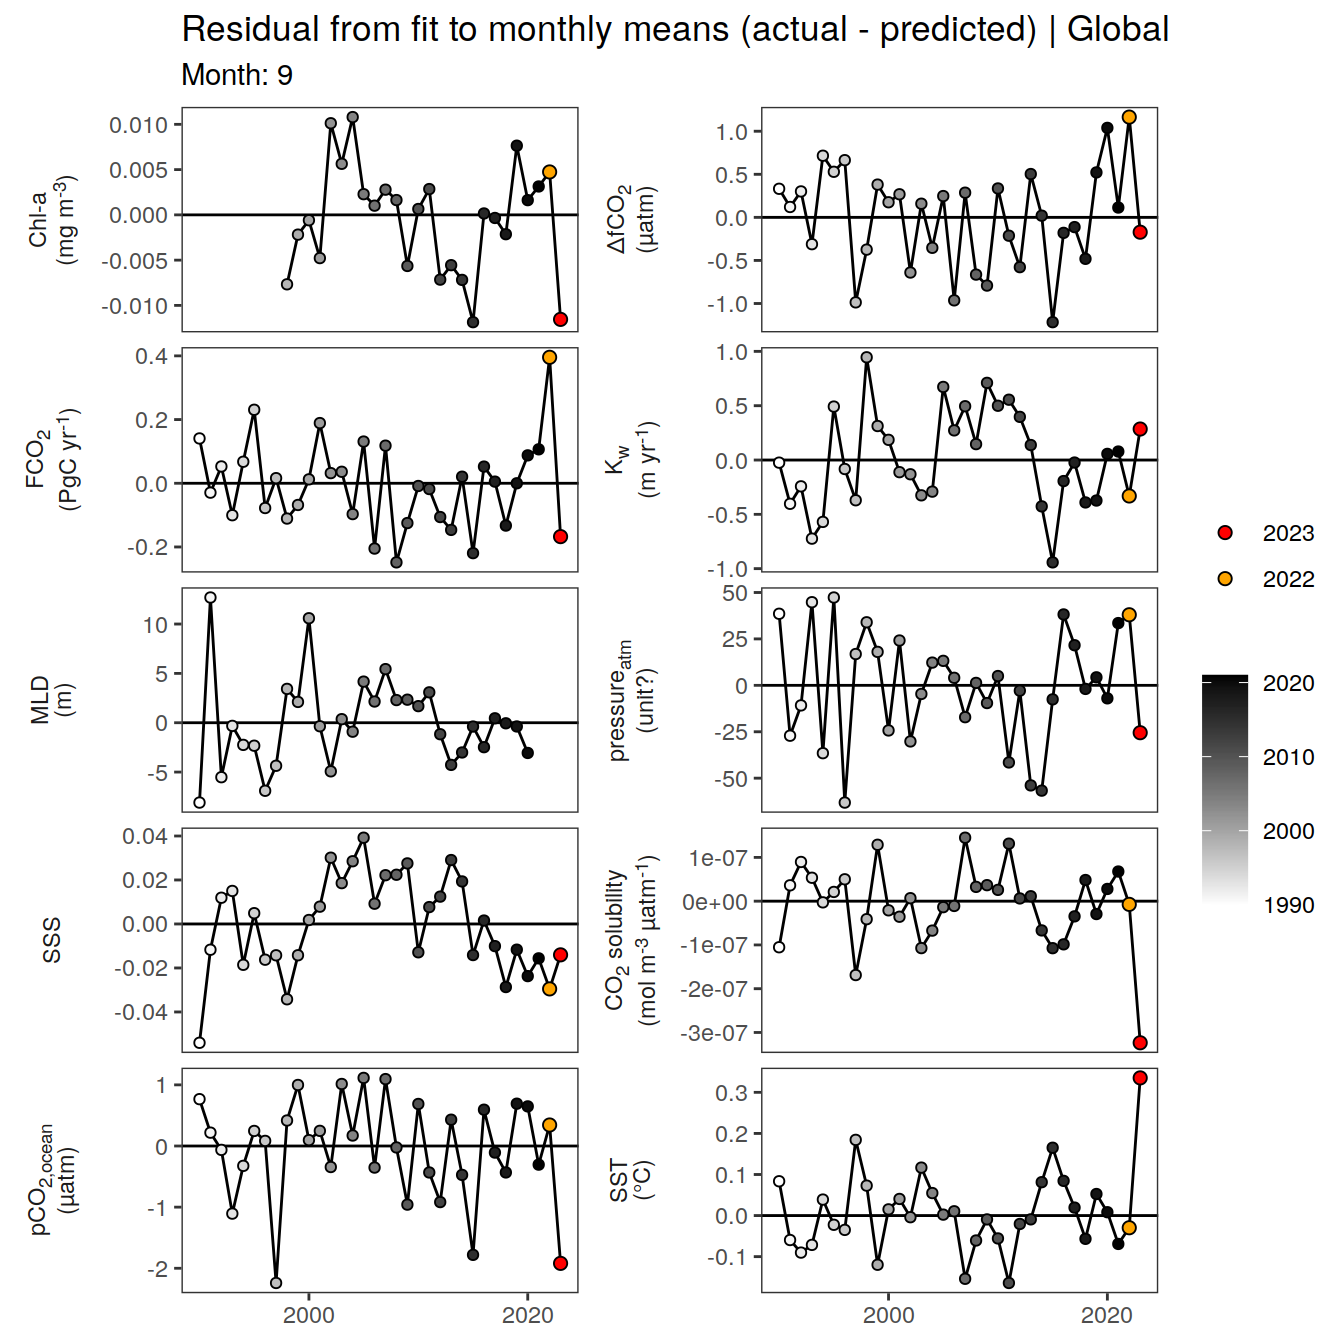 Residual from fit to monthly means (actual - predicted) | Global
Month: 9
Chl-a
(mg m⁻³)
0.010
0.005
0.000
-0.005
-0.010
ΔfCO₂
(µatm)
1.0
0.5
0.0
-0.5
-1.0
FCO₂
(PgC yr⁻¹)
0.4
0.2
0.0
-0.2
K_w
(m yr⁻¹)
1.0
0.5
0.0
-0.5
-1.0
MLD
(m)
10
5
0
-5
pressure_atm
(unit?)
50
25
0
-25
-50
SSS
0.04
0.02
0.00
-0.02
-0.04
CO₂ solubility
(mol m⁻³ µatm⁻¹)
1e-07
0e+00
-1e-07
-2e-07
-3e-07
pCO₂,ocean
(µatm)
1
0
-1
-2
2000
2020
SST
(°C)
0.3
0.2
0.1
0.0
-0.1
2000
2020
2023
2022
2020
2010
2000
1990